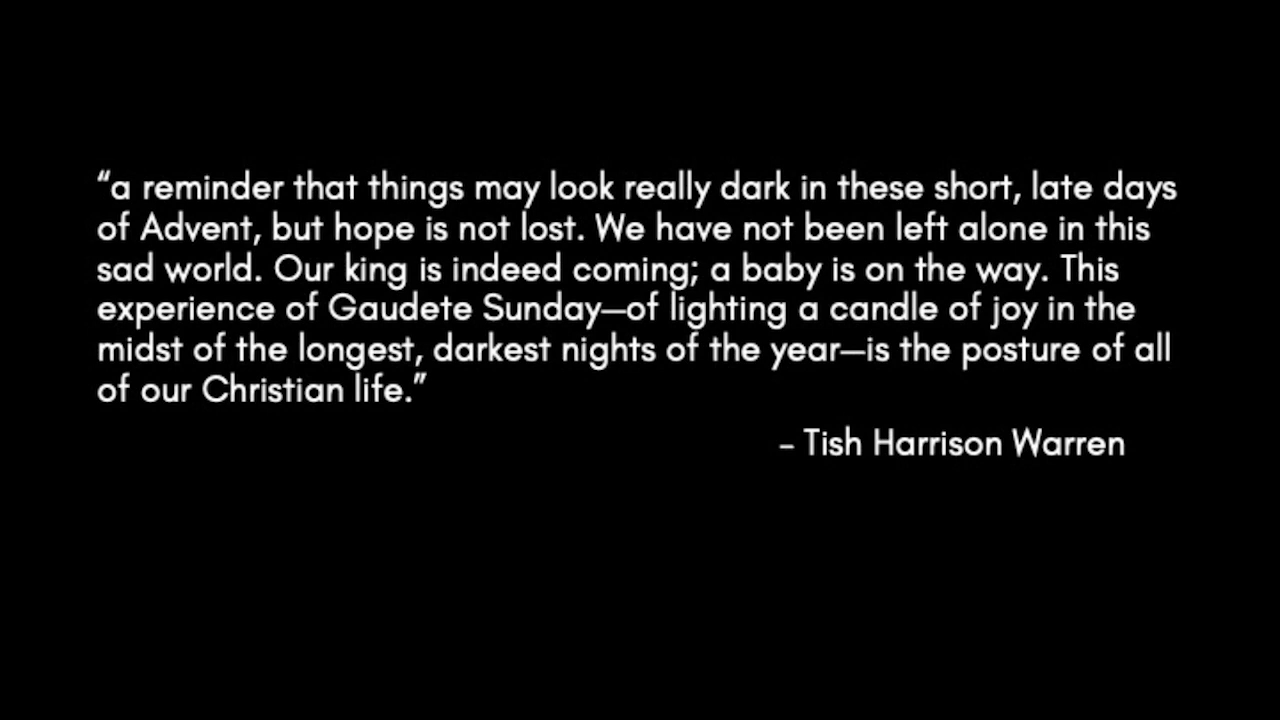 “a reminder that things may look really dark in these short, late days
of Advent, but hope is not lost. We have not been left alone in this
sad world. Our king is indeed coming; a baby is on the way. This
experience of Gaudete Sunday—of lighting a candle of joy in the
midst of the longest, darkest nights of the year—is the posture of all
of our Christian life.”
– Tish Harrison Warren